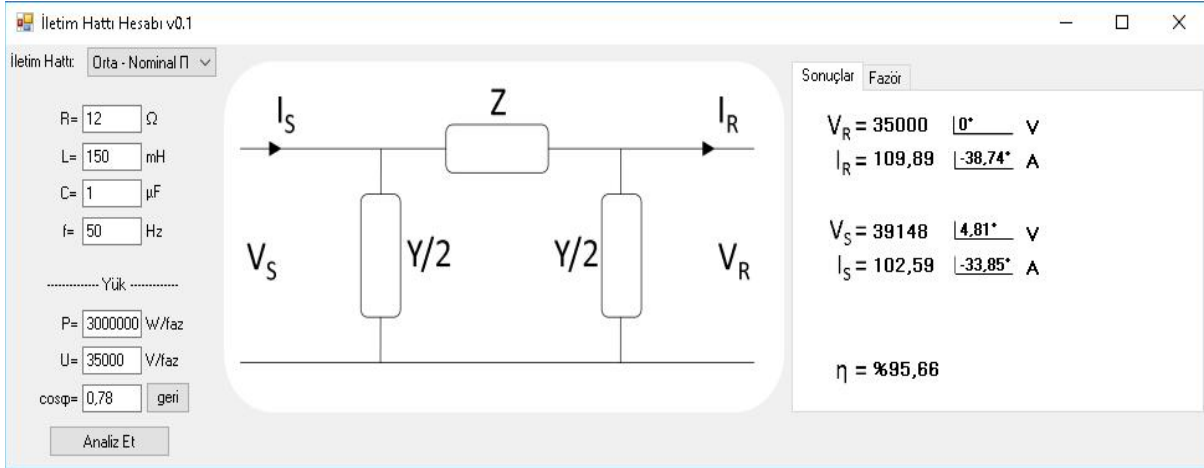 İletim Hattı Hesabı v0.1
İletim Hattı: Orta - Nominal Π
R= 12 Ω
L= 150 mH
C= 1 µF
f= 50 Hz
------------- Yük -------------
P= 3000000 W/faz
U= 35000 V/faz
cosφ= 0,78 geri
Analiz Et
I_S Z I_R
V_S Y/2 Y/2 V_R
Sonuçlar Fazör
V_R = 35000 0° V
I_R = 109,89 -38,74° A
V_S = 39148 4,81° V
I_S = 102,59 -33,85° A
η = %95,66